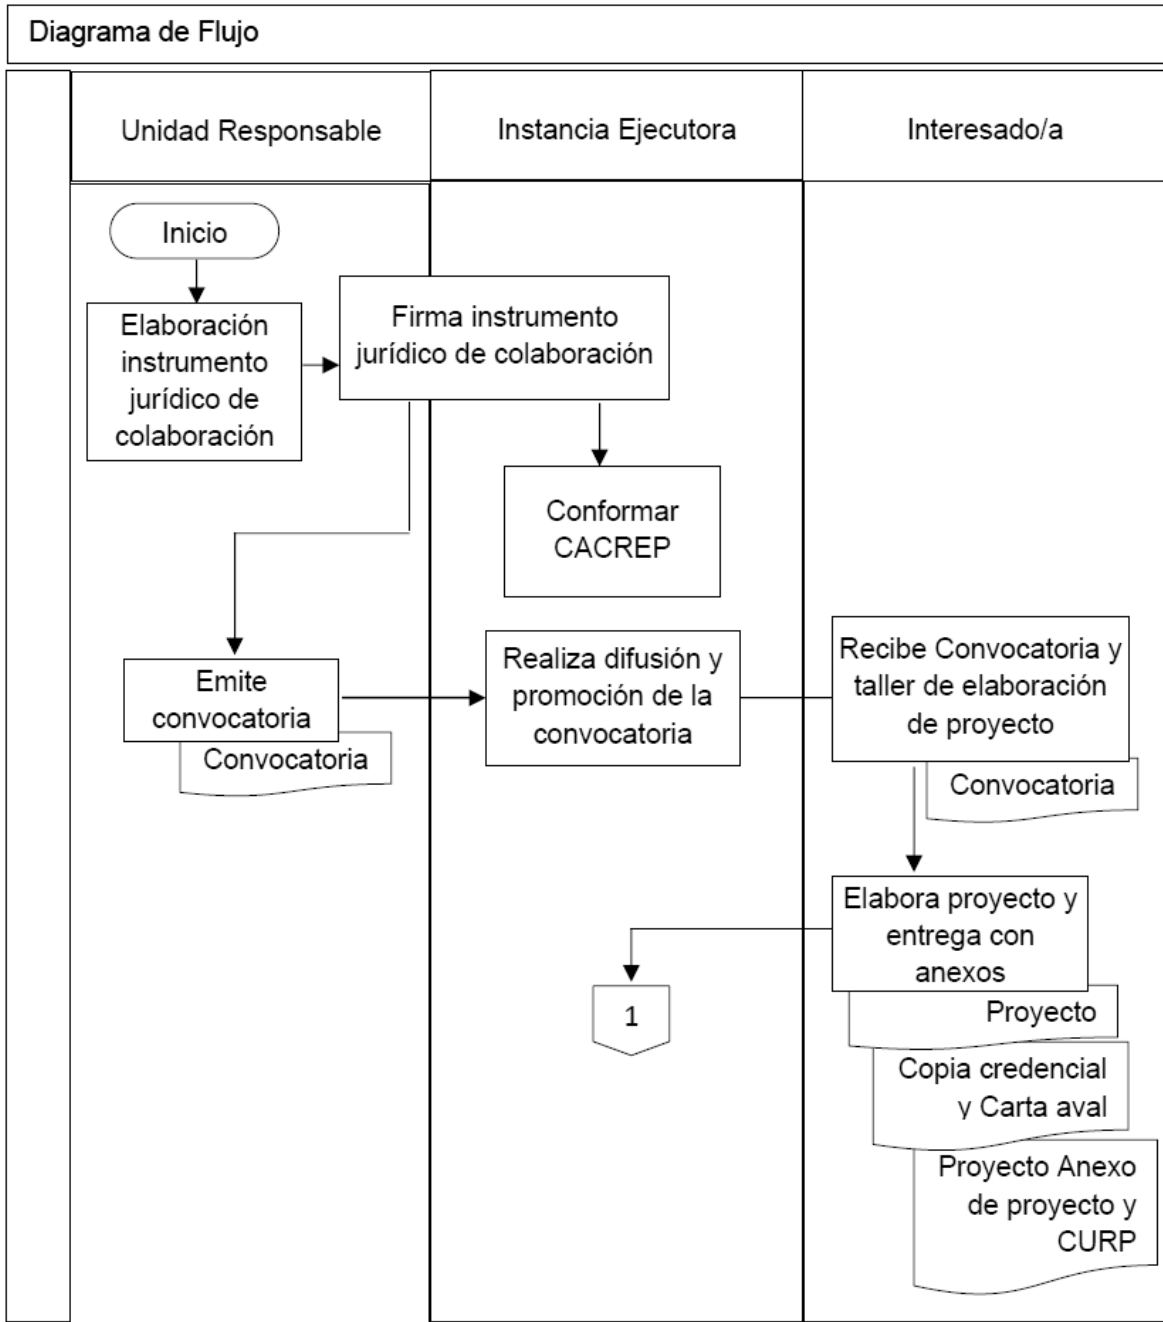 Diagrama de Flujo
Unidad Responsable
Instancia Ejecutora
Interesado/a
Inicio
Elaboración
instrumento
jurídico de
colaboración
Firma instrumento
jurídico de colaboración
Conformar
CACREP
Emite
convocatoria
Convocatoria
Realiza difusión y
promoción de la
convocatoria
Recibe Convocatoria y
taller de elaboración
de proyecto
Convocatoria
Elabora proyecto y
entrega con
anexos
Proyecto
Copia credencial
y Carta aval
Proyecto Anexo
de proyecto y
CURP
1